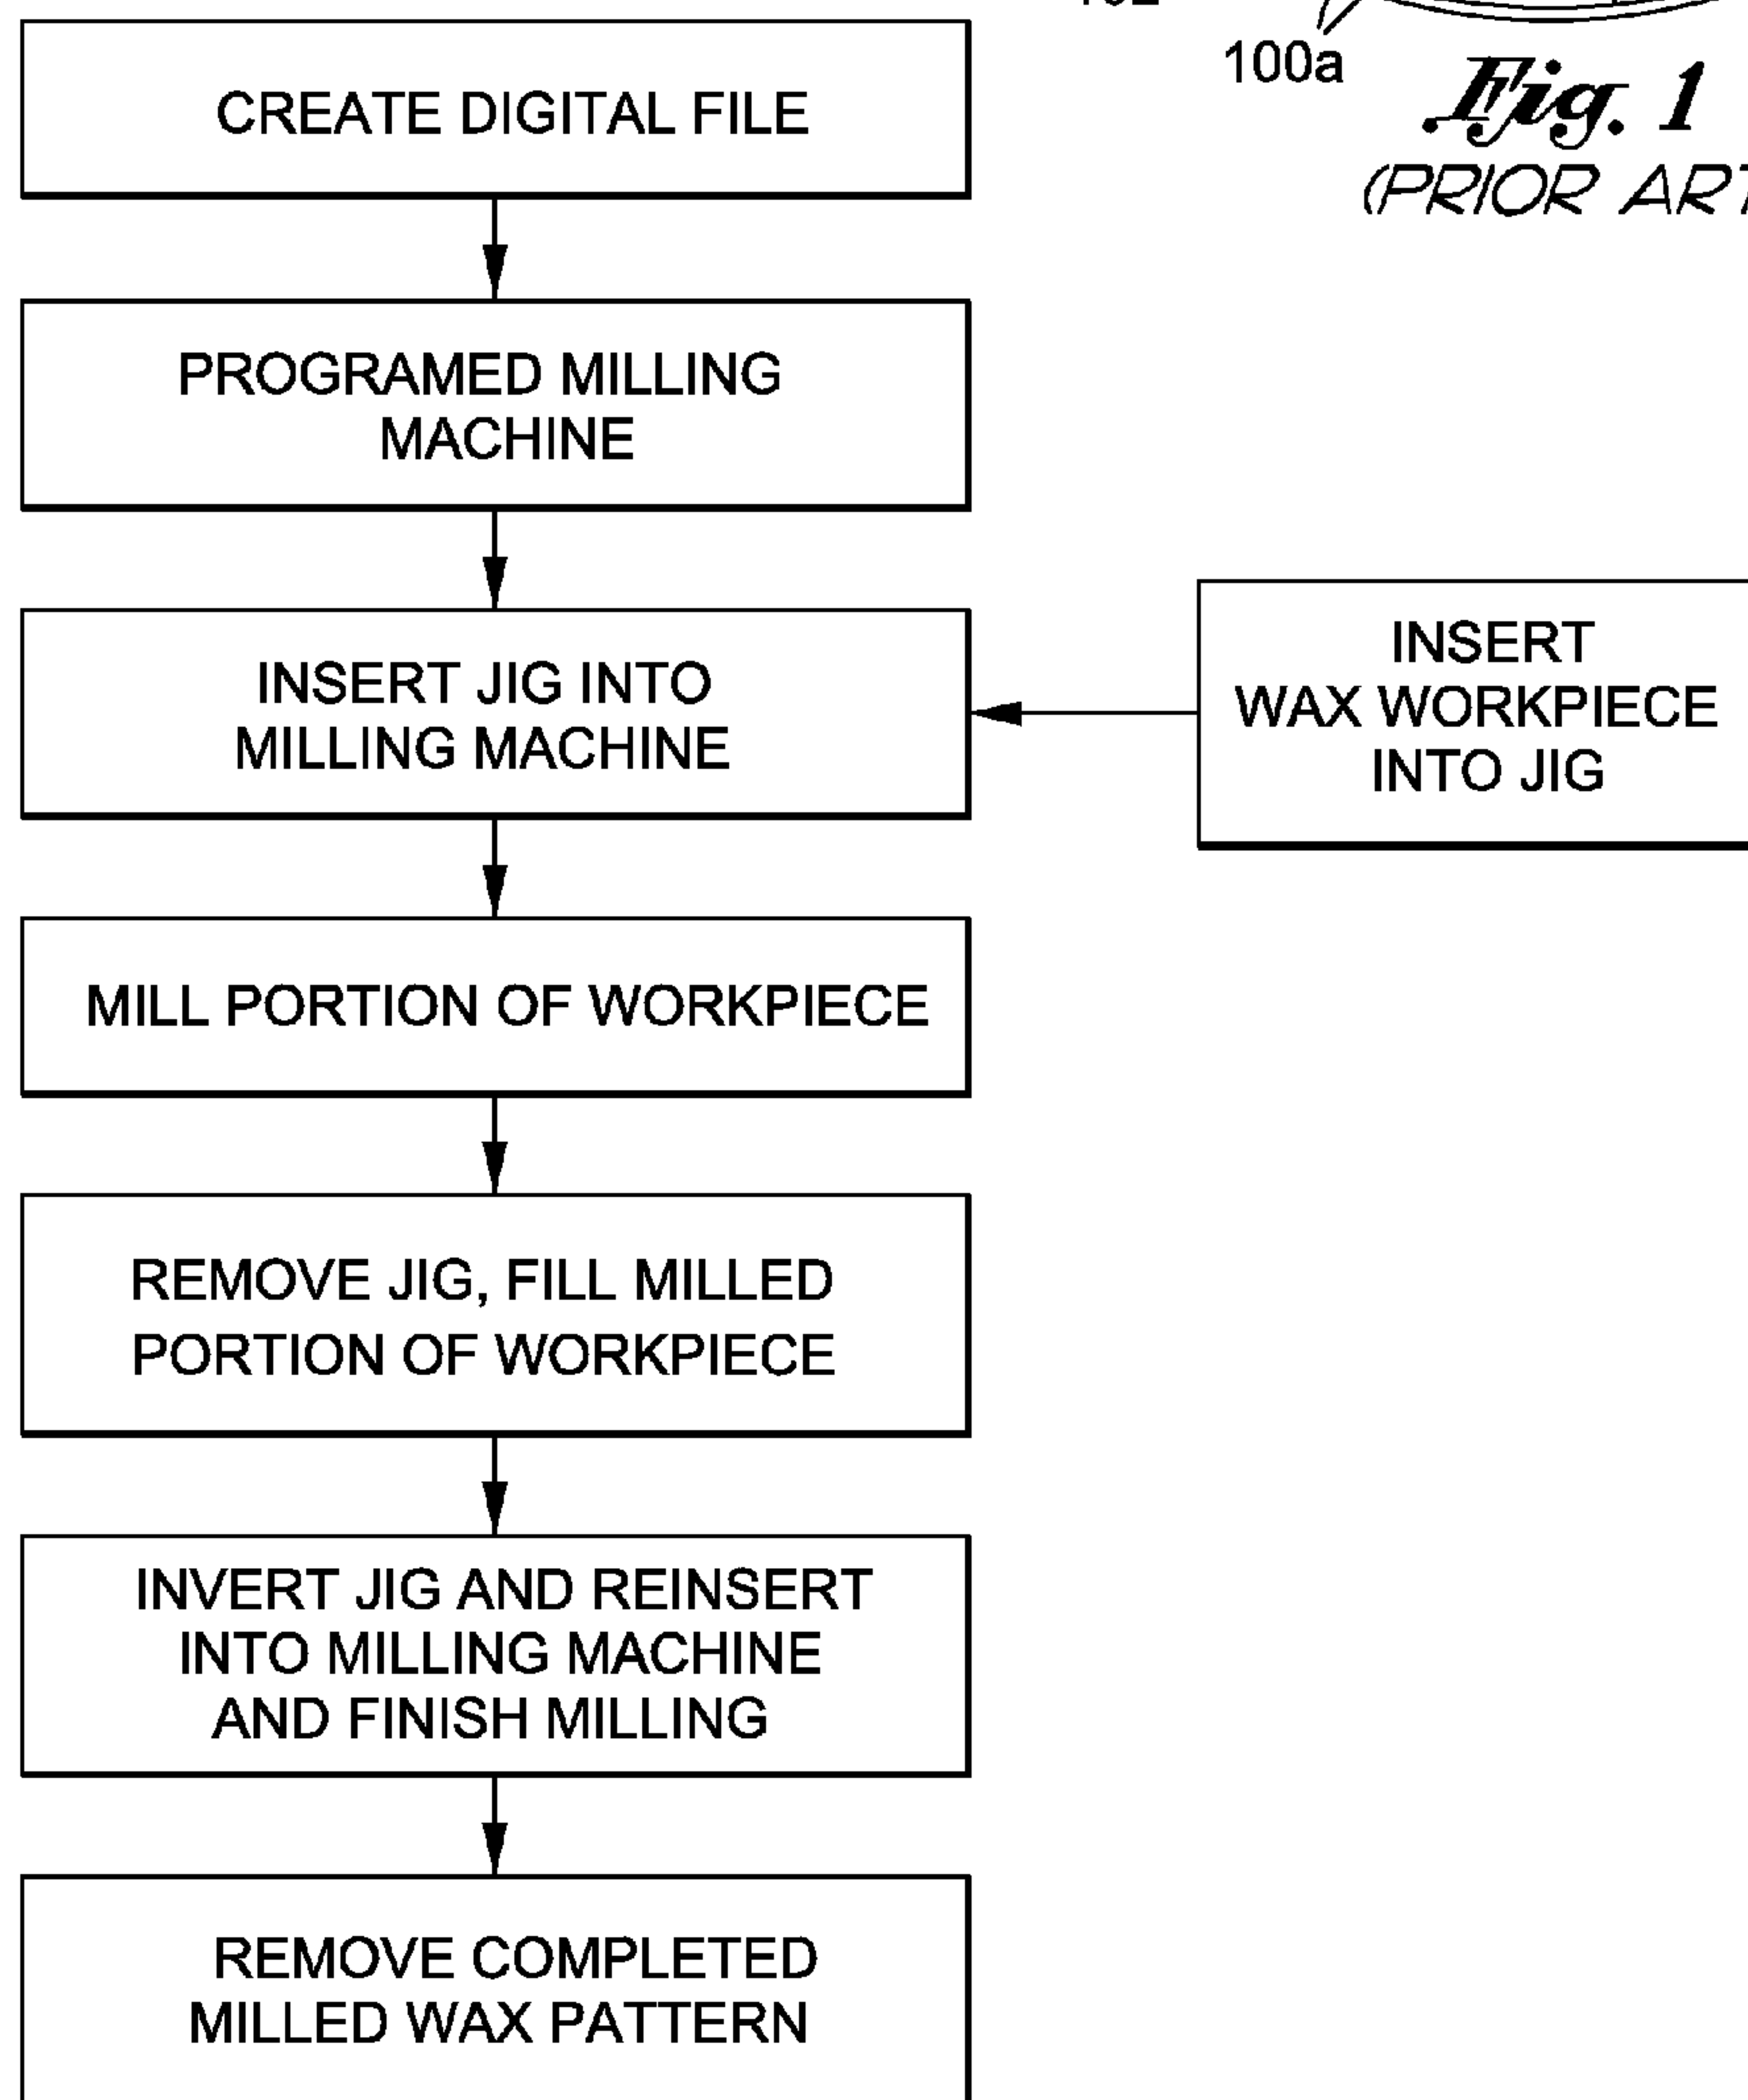 CREATE DIGITAL FILE
100a
Fig. 1
(PRIOR ART
PROGRAMED MILLING
MACHINE
INSERT JIG INTO
MILLING MACHINE
INSERT
WAX WORKPIECE
INTO JIG
MILL PORTION OF WORKPIECE
REMOVE JIG, FILL MILLED
PORTION OF WORKPIECE
INVERT JIG AND REINSERT
INTO MILLING MACHINE
AND FINISH MILLING
REMOVE COMPLETED
MILLED WAX PATTERN